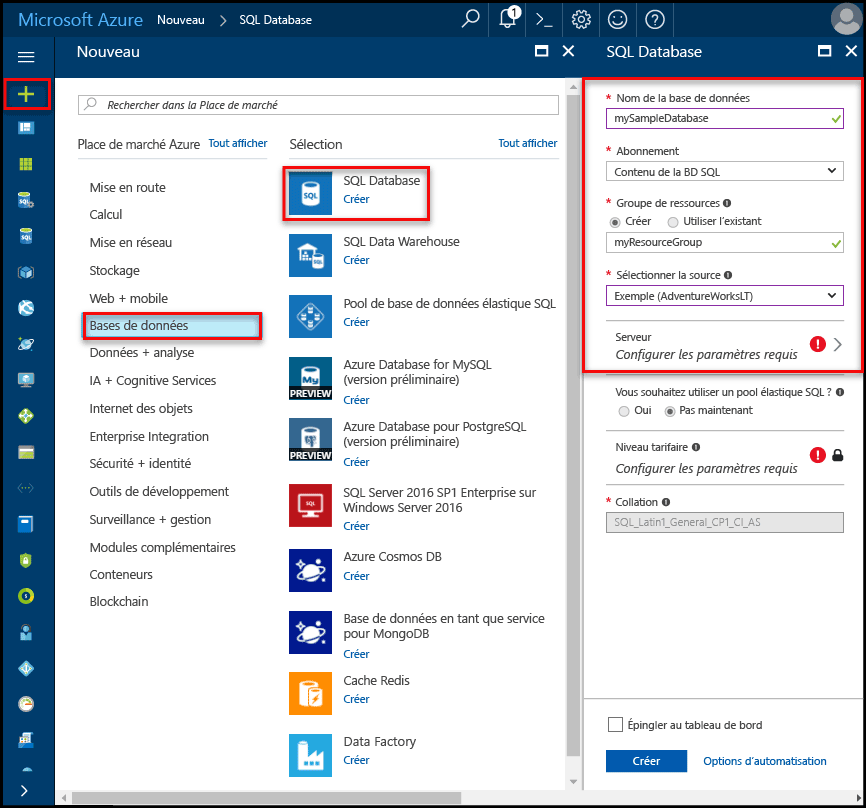 Microsoft Azure Nouveau > SQL Database
1
Nouveau
Rechercher dans la Place de marché
Place de marché Azure Tout afficher
Mise en route
Calcul
Mise en réseau
Stockage
Web + mobile
Bases de données
Données + analyse
IA + Cognitive Services
Internet des objets
Enterprise Integration
Sécurité + identité
Outils de développement
Surveillance + gestion
Modules complémentaires
Conteneurs
Blockchain
Sélection Tout afficher
SQL
SQL Database
Créer
SQL Data Warehouse
Créer
Pool de base de données élastique SQL
Créer
My
PREVIEW
Azure Database for MySQL
(version préliminaire)
Créer
PREVIEW
Azure Database pour PostgreSQL
(version préliminaire)
Créer
SQL
SQL Server 2016 SP1 Enterprise sur
Windows Server 2016
Créer
Azure Cosmos DB
Créer
Base de données en tant que service
pour MongoDB
Créer
Cache Redis
Créer
Data Factory
Créer
SQL Database
* Nom de la base de données
mySampleDatabase
* Abonnement
Contenu de la BD SQL
* Groupe de ressources
Créer Utiliser l'existant
myResourceGroup
* Sélectionner la source
Exemple (AdventureWorksLT)
Serveur
Configurer les paramètres requis
Vous souhaitez utiliser un pool élastique SQL ?
Oui Pas maintenant
Niveau tarifaire
Configurer les paramètres requis
* Collation
SQL_Latin1_General_CP1_CI_AS
Épingler au tableau de bord
Créer Options d'automatisation